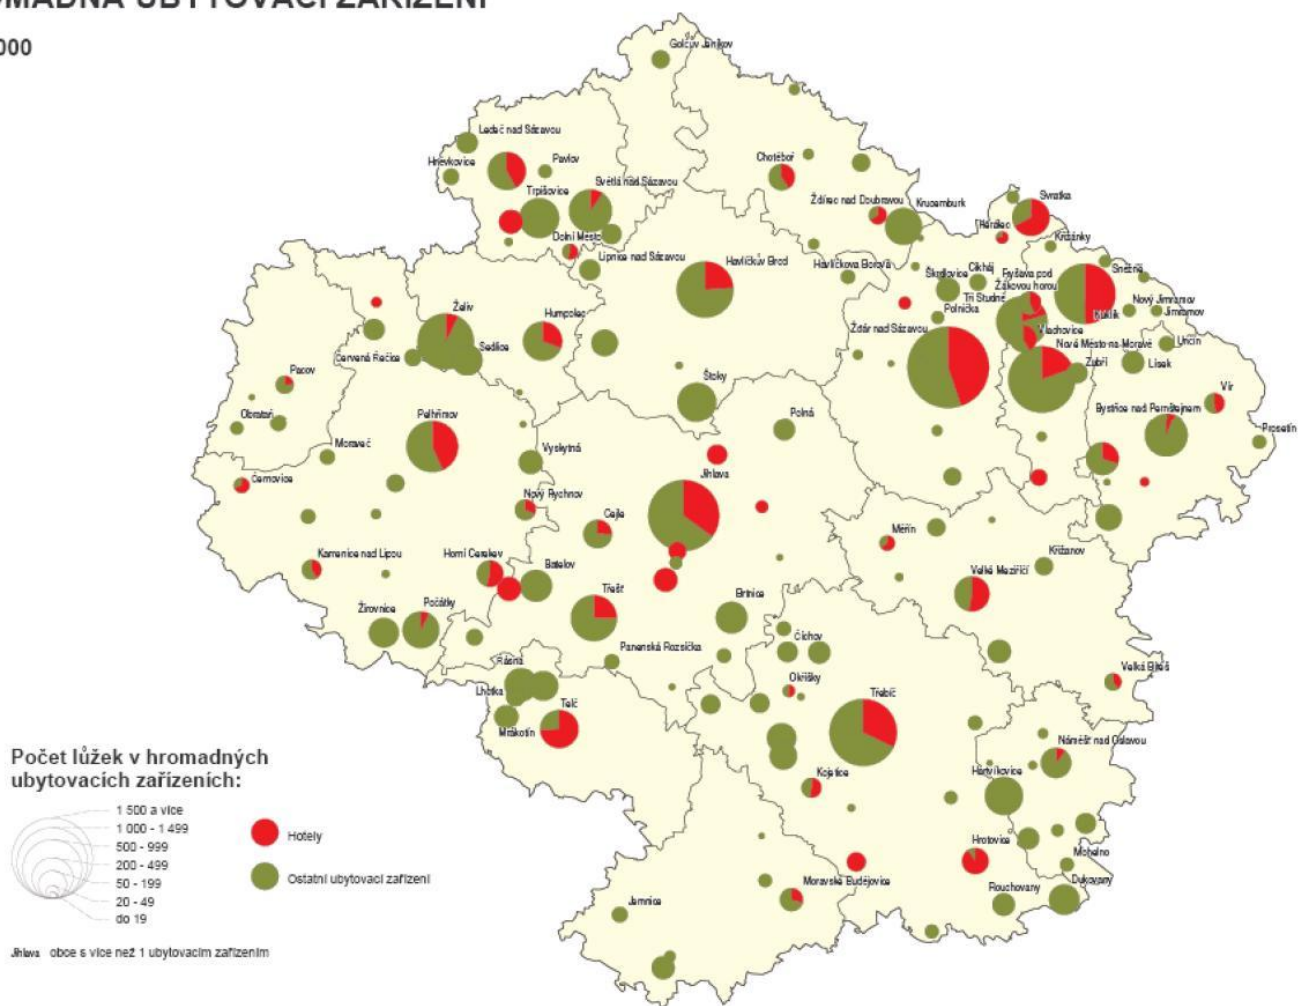 OMADNÁ UBYTOVACÍ ZAŘÍZENÍ
000
Golčův Jeníkov
Ledeč nad Sázavou
Hněvkovice
Pavlov
Chotěboř
Světlá nad Sázavou
Trpišovice
Svratka
Ždírec nad Doubravou
Krucemburk
Herálec
Dolní Město
Křižánky
Lipnice nad Sázavou
Havlíčkův Brod
Havlíčkova Borová
Sněžné
Škrdlovice
Cikháj
Fryšava pod
Žákovou horou
Tři Studně
Nový Jimramov
Želiv
Humpolec
Polnička
Kuklík
Jimramov
Žďár nad Sázavou
Vlachovice
Sedlice
Nové Město na Moravě
Unčín
Červená Řečice
Zubří
Lísek
Pacov
Štoky
Vír
Obrataň
Pelhřimov
Polná
Bystřice nad Pernštejnem
Prosetín
Moraveč
Vyskytná
Černovice
Jihlava
Nový Rychnov
Cejle
Měřín
Kamenice nad Lipou
Horní Cerekev
Batelov
Křižanov
Velké Meziříčí
Třešť
Brtnice
Žirovnice
Počátky
Číchov
Panenská Rozsíčka
Řásná
Velká Bíteš
Okříšky
Lhotka
Telč
Třebíč
Mrákotín
Náměšť nad Oslavou
Kojetice
Hartvíkovice
Počet lůžek v hromadných
ubytovacích zařízeních:
1 500 a více
1 000 - 1 499
500 - 999
200 - 499
50 - 199
20 - 49
do 19
Hotely
Ostatní ubytovací zařízení
Hrotovice
Mohelno
Moravské Budějovice
Rouchovany
Dukovany
Jemnice
Jihlava obce s více než 1 ubytovacím zařízením